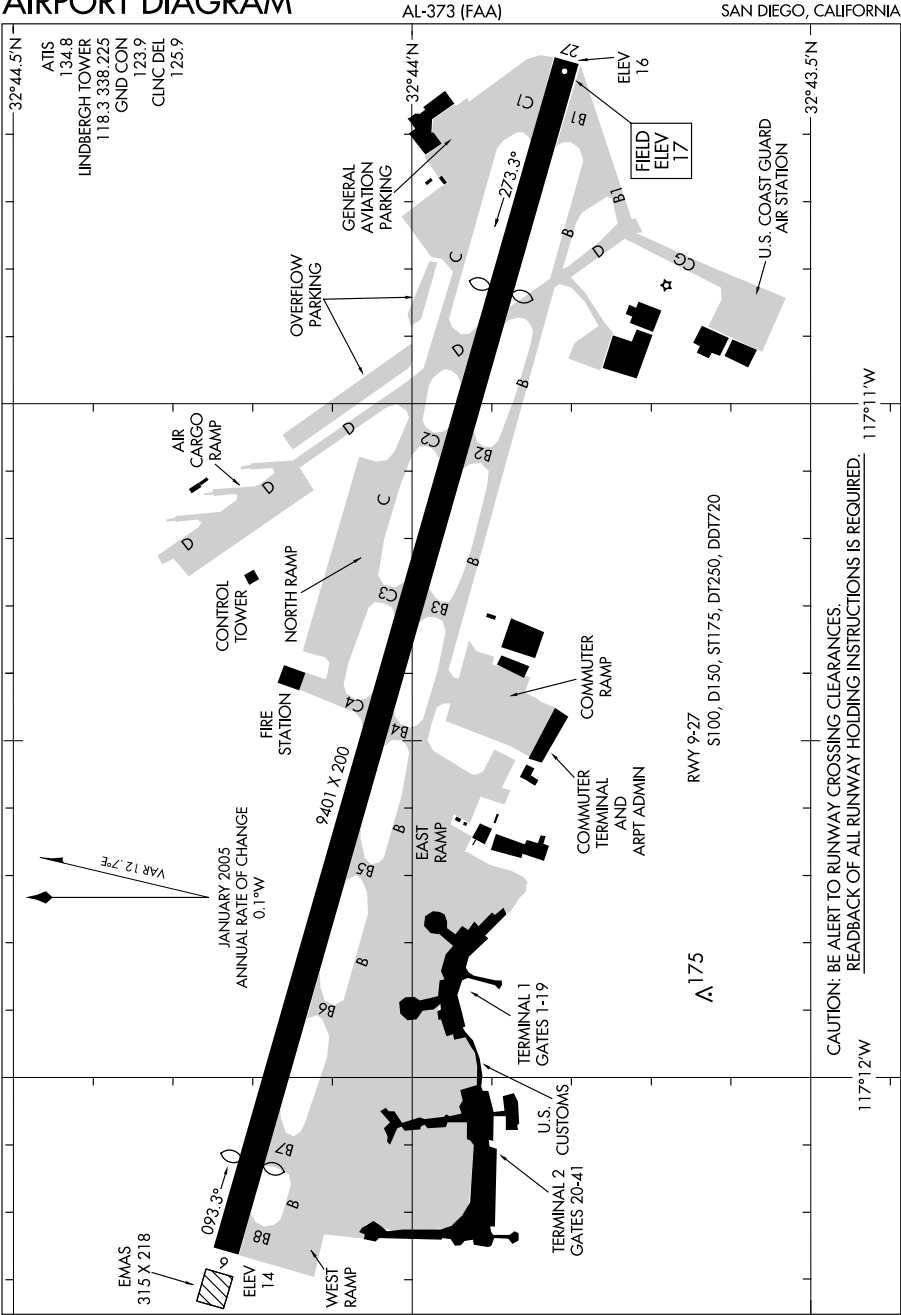 AIRPORT DIAGRAM
AL-373 (FAA)
SAN DIEGO, CALIFORNIA
32°44.5'N
32°44'N
32°43.5'N
ATIS
134.8
LINDBERGH TOWER
118.3 338.225
GND CON
123.9
CLNC DEL
125.9
27
ELEV
16
C1
B1
FIELD
ELEV
17
GENERAL
AVIATION
PARKING
273.3°
B1
B
D
C
CG
U.S. COAST GUARD
AIR STATION
OVERFLOW
PARKING
D
B
117°11'W
AIR
CARGO
RAMP
D
D
D
C2
B2
C
B
CONTROL
TOWER
NORTH RAMP
C3
B3
FIRE
STATION
C4
B4
COMMUTER
RAMP
RWY 9-27
S100, D150, ST175, DT250, DDT720
9401 X 200
B
EAST
RAMP
COMMUTER
TERMINAL
AND
ARPT ADMIN
VAR 12.7°E
JANUARY 2005
ANNUAL RATE OF CHANGE
0.1°W
B5
B
B6
TERMINAL 1
GATES 1-19
175
U.S.
CUSTOMS
117°12'W
B7
093.3°
B
B8
TERMINAL 2
GATES 20-41
EMAS
315 X 218
ELEV
14
WEST
RAMP
CAUTION: BE ALERT TO RUNWAY CROSSING CLEARANCES.
READBACK OF ALL RUNWAY HOLDING INSTRUCTIONS IS REQUIRED.